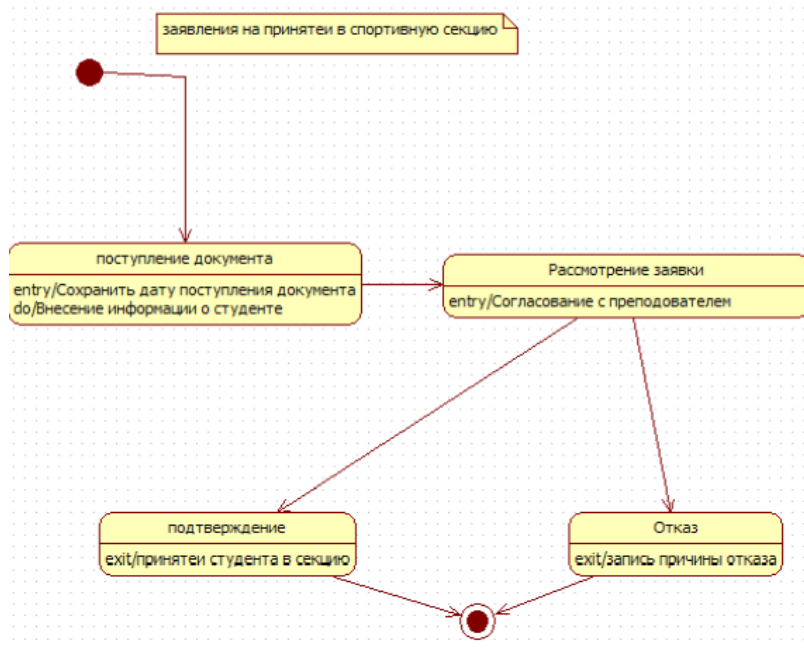 заявления на принятеи в спортивную секцию
поступление документа
entry/Сохранить дату поступления документа
do/Внесение информации о студенте
Рассмотрение заявки
entry/Согласование с преподователем
подтверждение
exit/принятеи студента в секцию
Отказ
exit/запись причины отказа